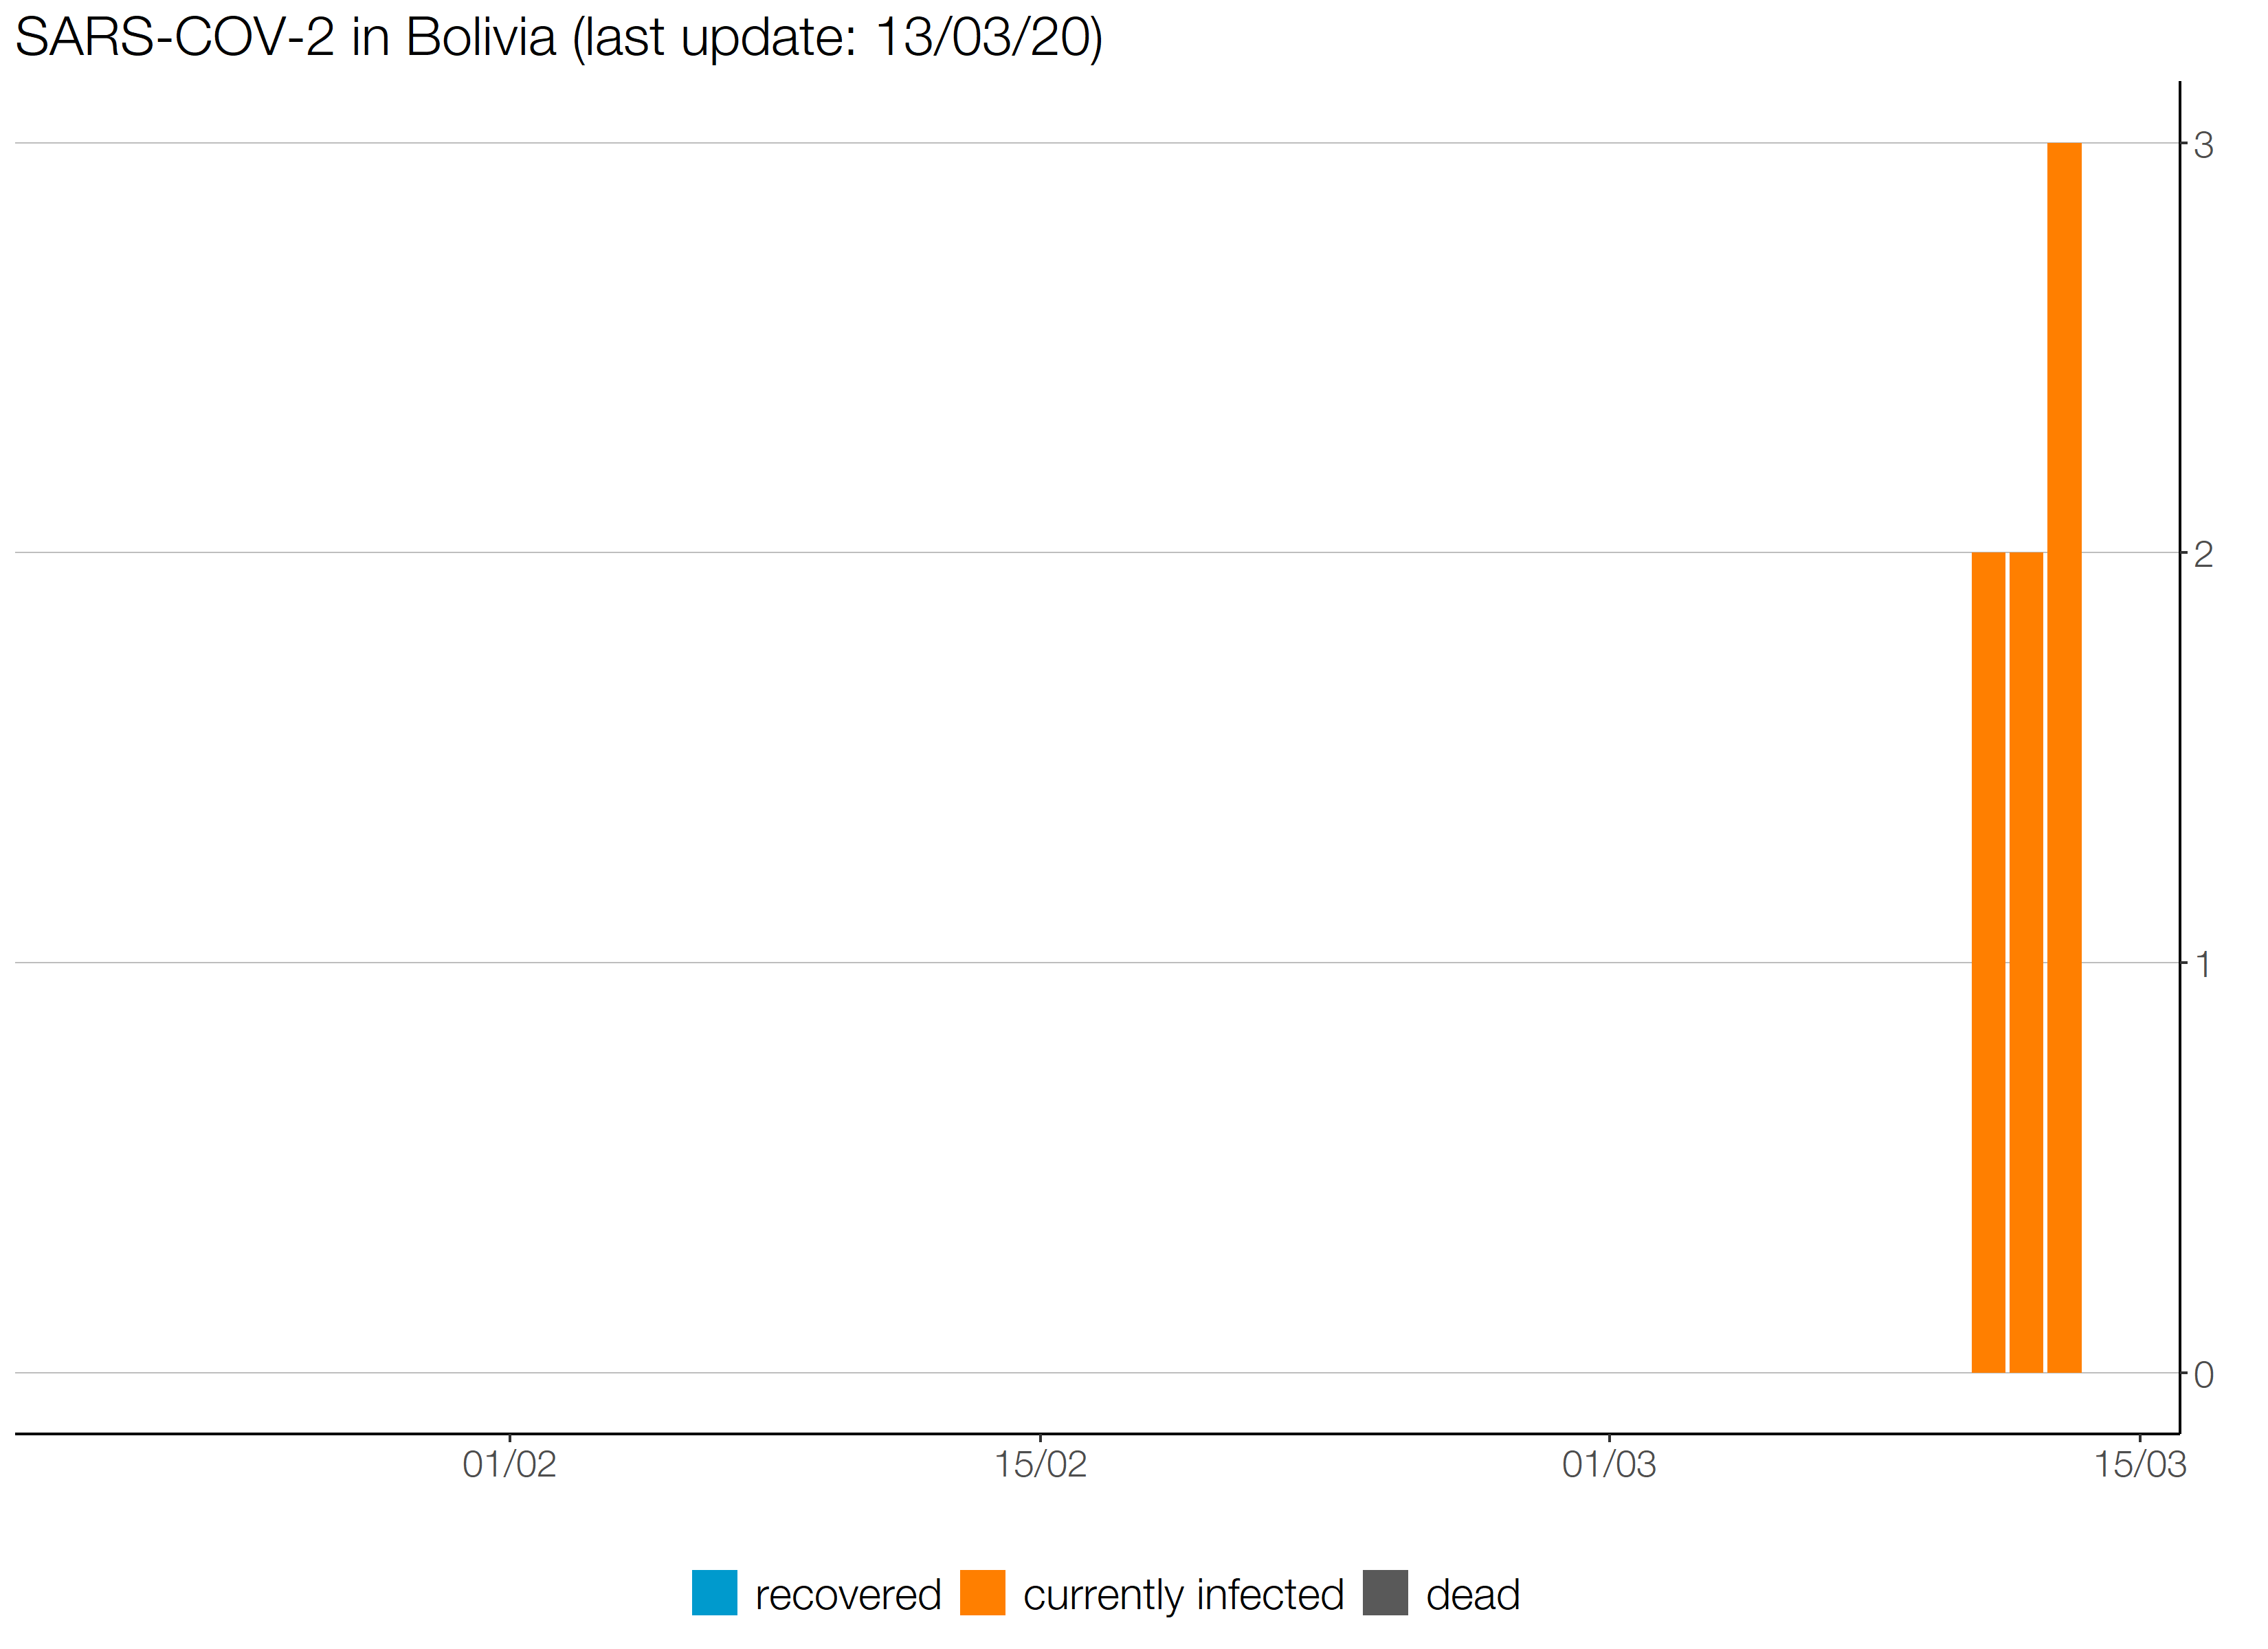 SARS-COV-2 in Bolivia (last update: 13/03/20)
3
2
1
0
01/02 15/02 01/03 15/03
recovered currently infected dead